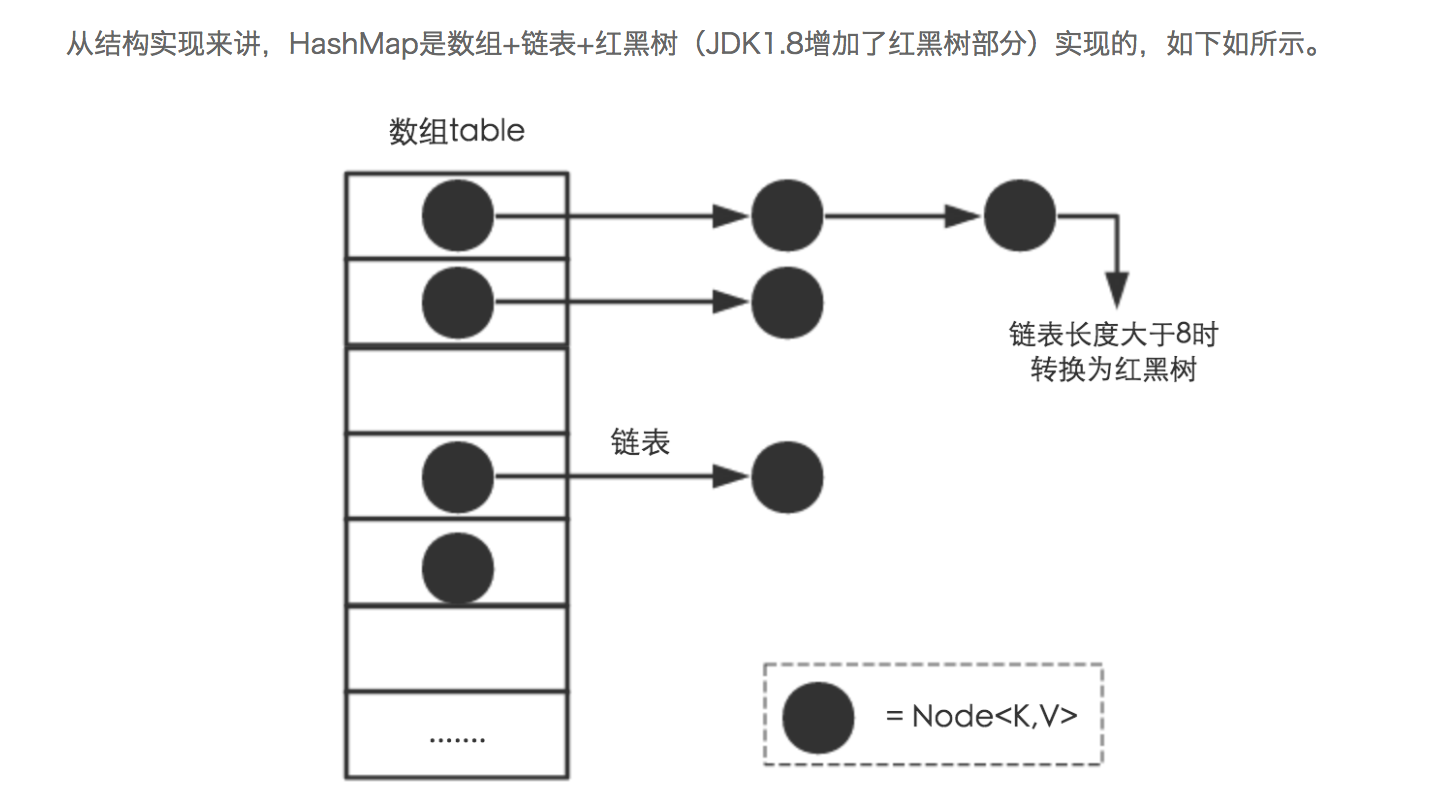 从结构实现来讲，HashMap是数组+链表+红黑树（JDK1.8增加了红黑树部分）实现的，如下如所示。
数组table
链表长度大于8时
转换为红黑树
链表
.......
= Node<K,V>